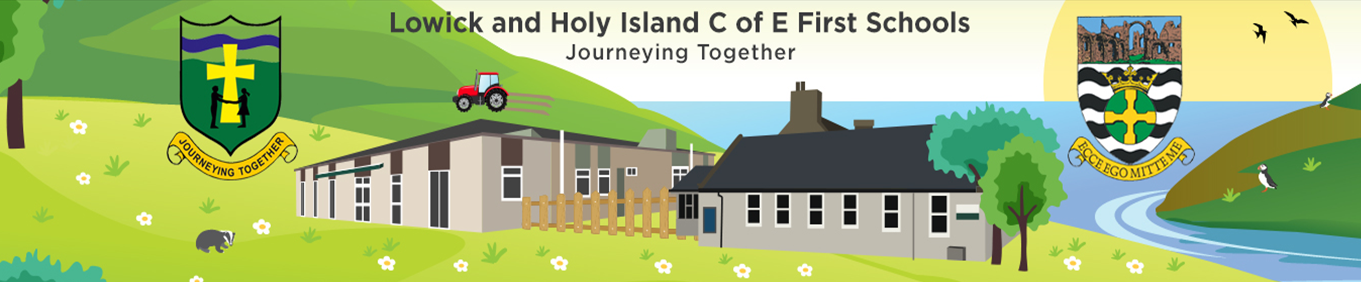 Lowick and Holy Island C of E First Schools
Journeying Together
JOURNEYING TOGETHER
ECCE EGO MITTE ME